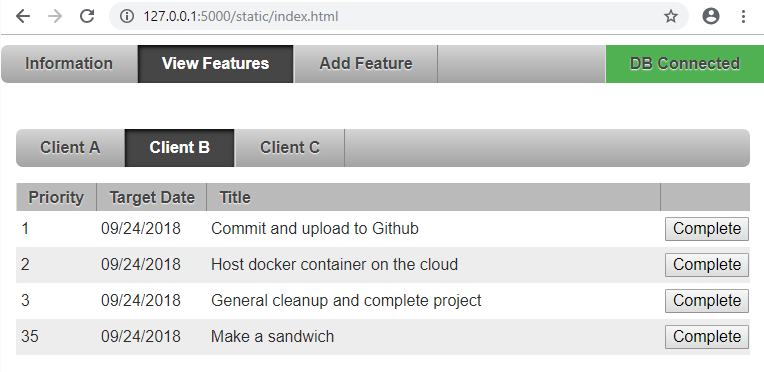 127.0.0.1:5000/static/index.html
Information View Features Add Feature DB Connected
Client A Client B Client C
Priority Target Date Title
1 09/24/2018 Commit and upload to Github Complete
2 09/24/2018 Host docker container on the cloud Complete
3 09/24/2018 General cleanup and complete project Complete
35 09/24/2018 Make a sandwich Complete